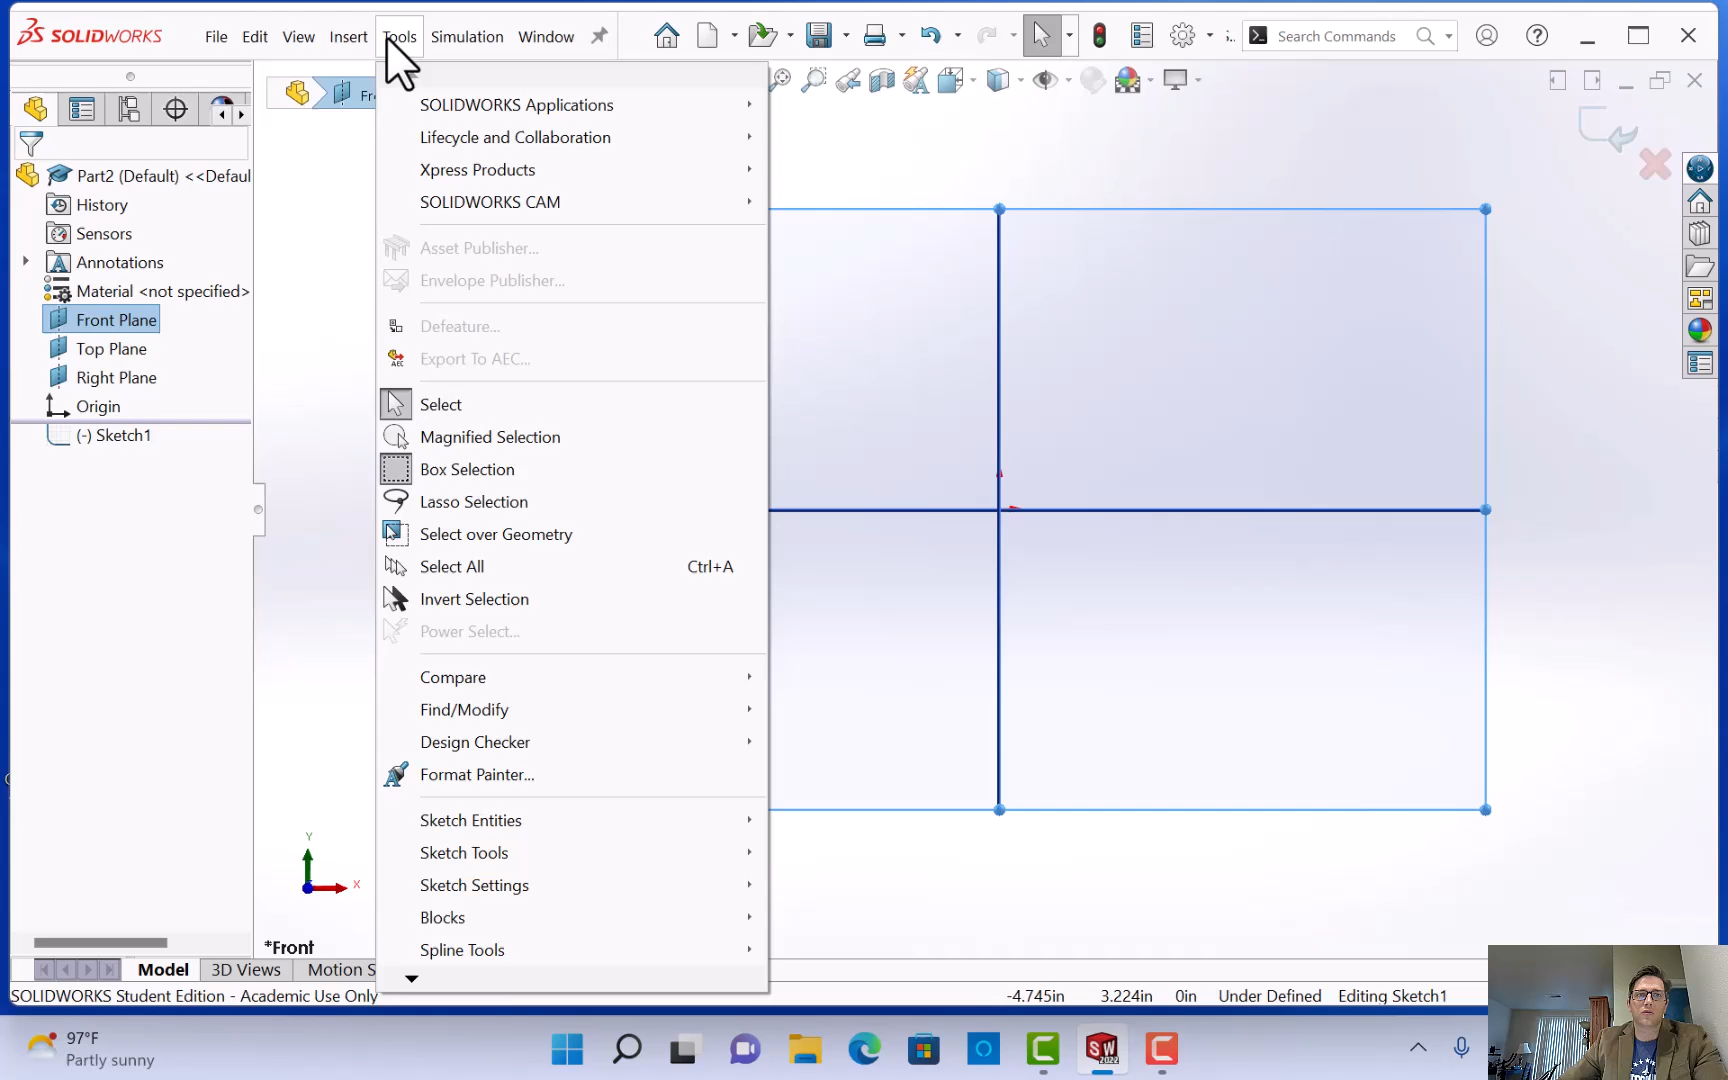 SOLIDWORKS File Edit View Insert Tools Simulation Window Search Commands
SOLIDWORKS Applications
Lifecycle and Collaboration
Xpress Products
SOLIDWORKS CAM
Asset Publisher...
Envelope Publisher...
Defeature...
Export To AEC...
Select
Magnified Selection
Box Selection
Lasso Selection
Select over Geometry
Select All Ctrl+A
Invert Selection
Power Select...
Compare
Find/Modify
Design Checker
Format Painter...
Sketch Entities
Sketch Tools
Sketch Settings
Blocks
Spline Tools
Part2 (Default) <<Defaul
History
Sensors
Annotations
Material <not specified>
Front Plane
Top Plane
Right Plane
Origin
(-) Sketch1
Fr
Y
X
*Front
Model 3D Views Motion S
SOLIDWORKS Student Edition - Academic Use Only -4.745in 3.224in 0in Under Defined Editing Sketch1
97°F
Partly sunny
SW
2022